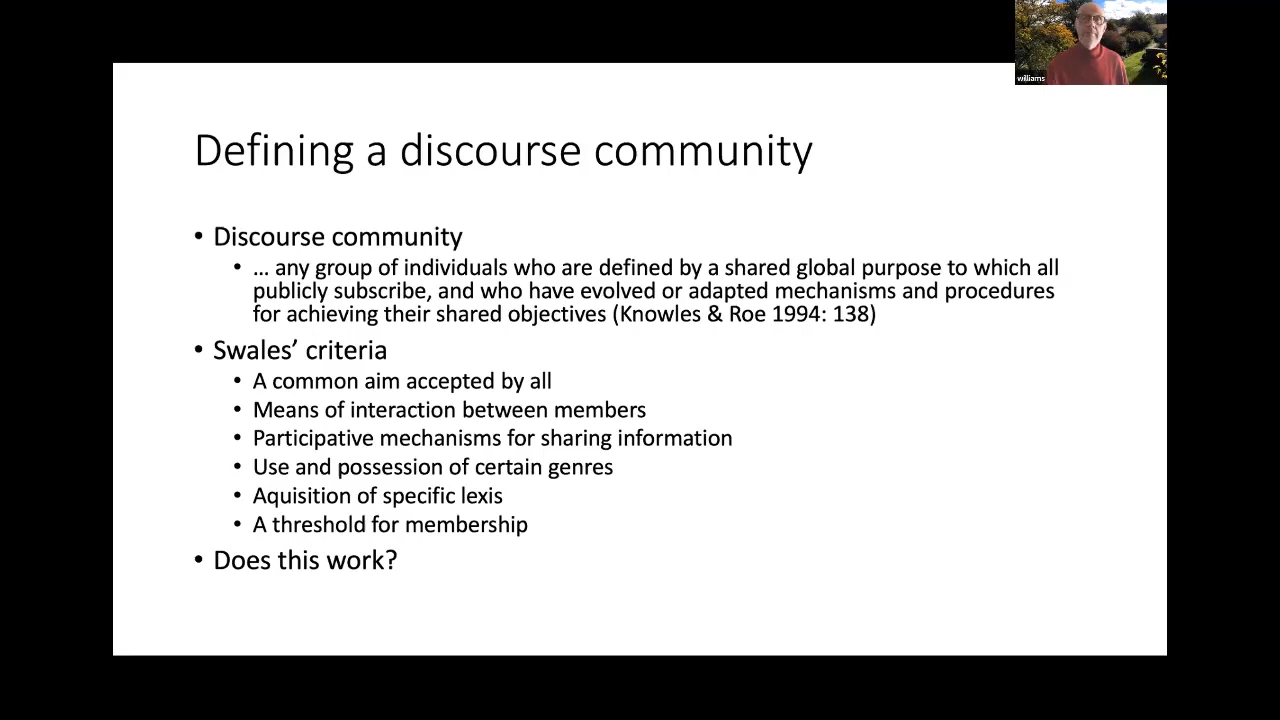 williams
Defining a discourse community
• Discourse community
• ... any group of individuals who are defined by a shared global purpose to which all
publicly subscribe, and who have evolved or adapted mechanisms and procedures
for achieving their shared objectives (Knowles & Roe 1994: 138)
• Swales’ criteria
• A common aim accepted by all
• Means of interaction between members
• Participative mechanisms for sharing information
• Use and possession of certain genres
• Aquisition of specific lexis
• A threshold for membership
• Does this work?